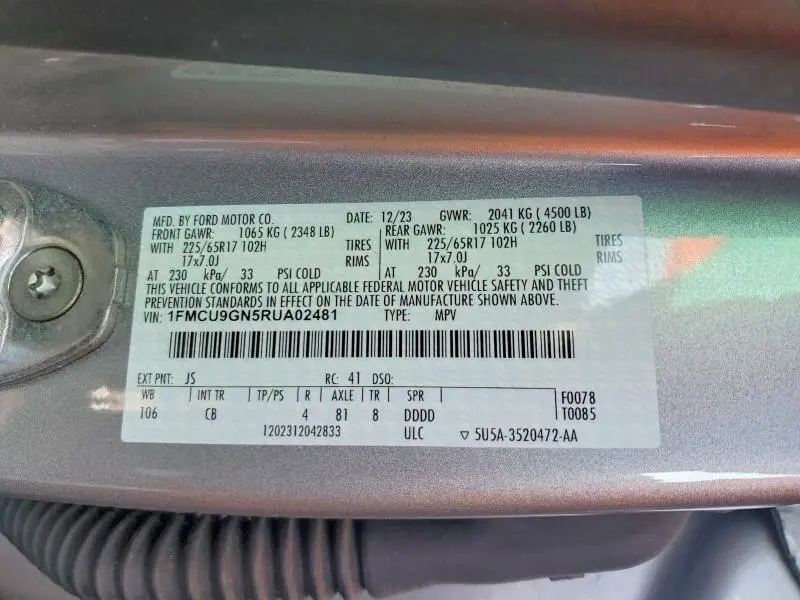 MFD. BY FORD MOTOR CO. DATE: 12/23 GVWR: 2041 KG ( 4500 LB)
FRONT GAWR: 1065 KG ( 2348 LB) REAR GAWR: 1025 KG ( 2260 LB)
WITH 225/65R17 102H TIRES WITH 225/65R17 102H TIRES
17x7.0J RIMS 17x7.0J RIMS
AT 230 kPa/ 33 PSI COLD AT 230 kPa/ 33 PSI COLD
THIS VEHICLE CONFORMS TO ALL APPLICABLE FEDERAL MOTOR VEHICLE SAFETY AND THEFT
PREVENTION STANDARDS IN EFFECT ON THE DATE OF MANUFACTURE SHOWN ABOVE.
VIN: 1FMCU9GN5RUA02481 TYPE: MPV
EXT PNT: JS RC: 41 DSO:
WB INT TR TP/PS R AXLE TR SPR F0078
106 CB 4 81 8 DDDD T0085
1202312042833 ULC ▽ 5U5A-3520472-AA